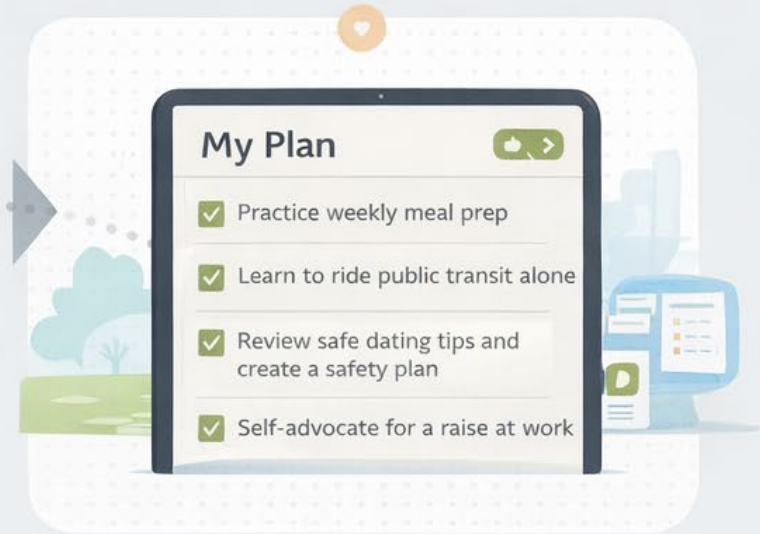 My Plan
Practice weekly meal prep
Learn to ride public transit alone
Review safe dating tips and
create a safety plan
Self-advocate for a raise at work
D